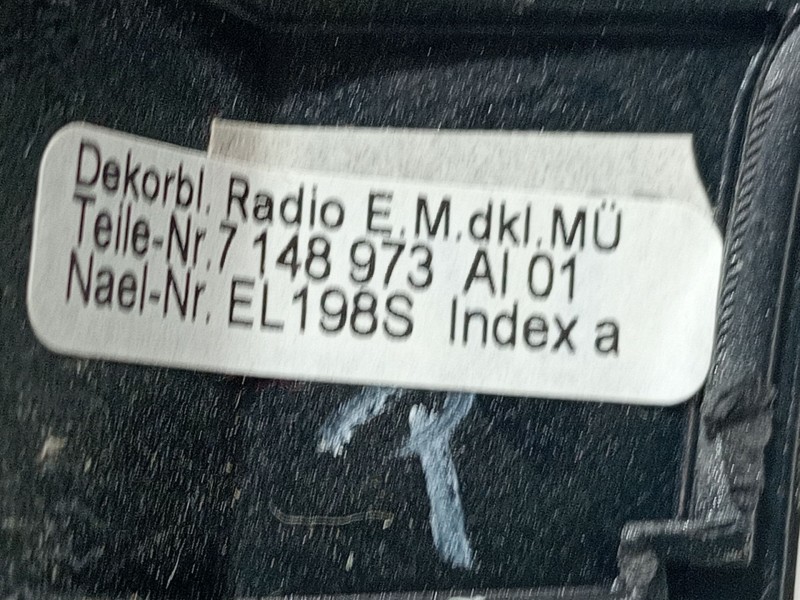 Dekorbl. Radio E.M.dkl.MÜ
Teile-Nr.7 148 973 AI 01
Nael-Nr. EL198S Index a